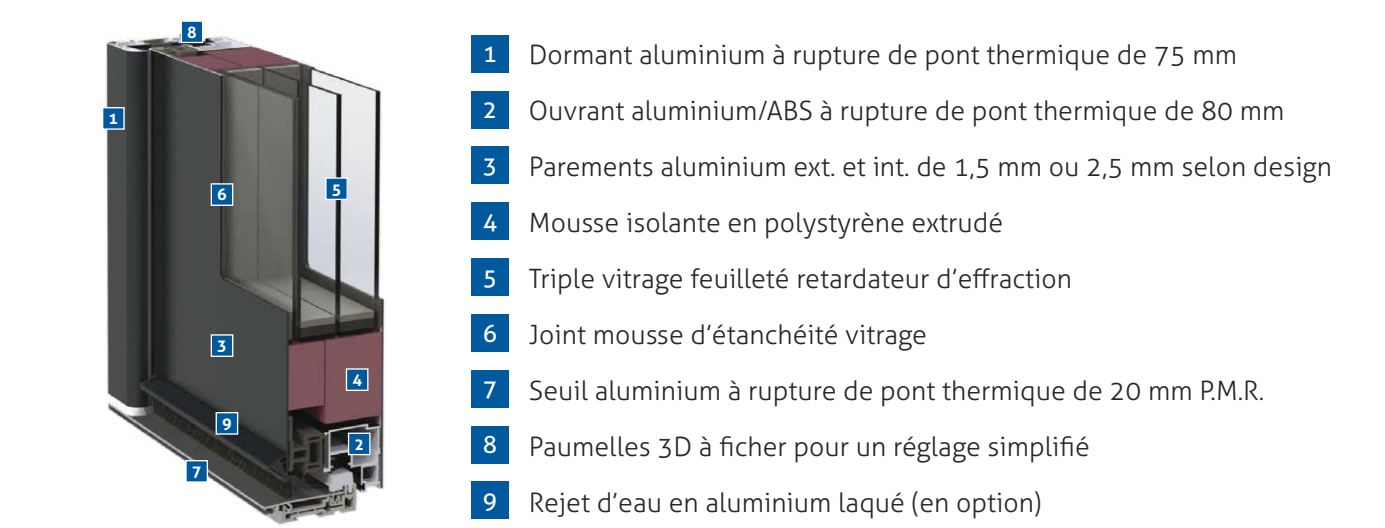 8
1
6
5
3
4
9
2
7
1 Dormant aluminium à rupture de pont thermique de 75 mm
2 Ouvrant aluminium/ABS à rupture de pont thermique de 80 mm
3 Parements aluminium ext. et int. de 1,5 mm ou 2,5 mm selon design
4 Mousse isolante en polystyrène extrudé
5 Triple vitrage feuilleté retardateur d'effraction
6 Joint mousse d'étanchéité vitrage
7 Seuil aluminium à rupture de pont thermique de 20 mm P.M.R.
8 Paumelles 3D à ficher pour un réglage simplifié
9 Rejet d'eau en aluminium laqué (en option)